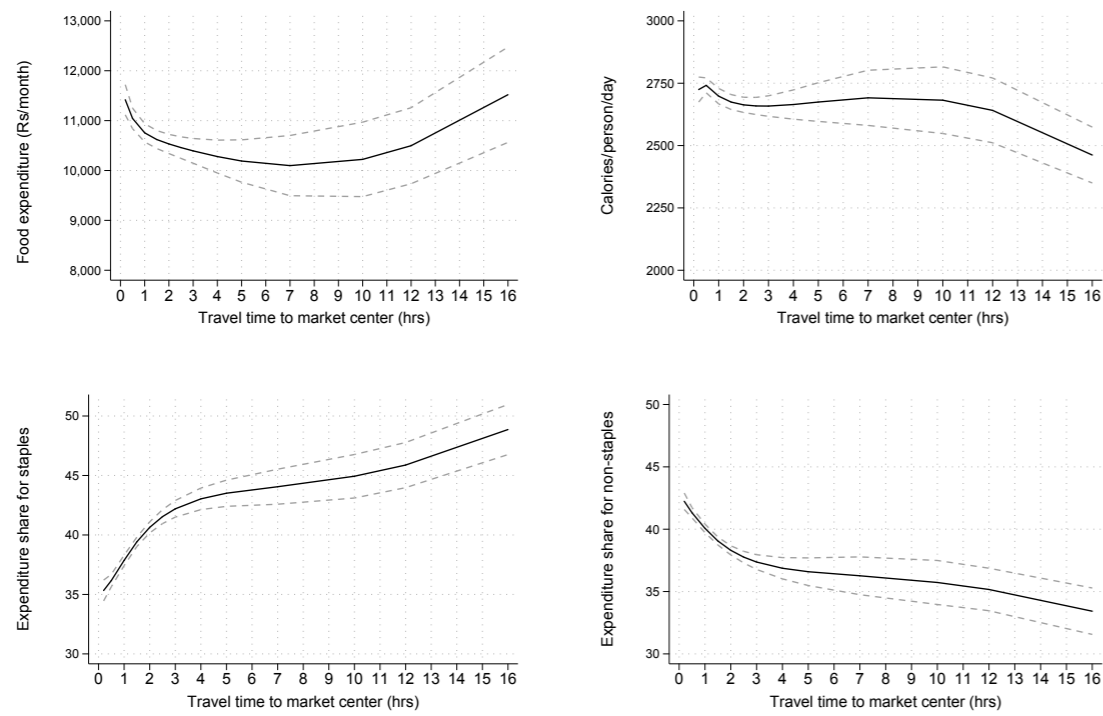 Food expenditure (Rs/month)
13,000
12,000
11,000
10,000
9,000
8,000
0 1 2 3 4 5 6 7 8 9 10 11 12 13 14 15 16
Travel time to market center (hrs)
Calories/person/day
3000
2750
2500
2250
2000
0 1 2 3 4 5 6 7 8 9 10 11 12 13 14 15 16
Travel time to market center (hrs)
Expenditure share for staples
50
45
40
35
30
0 1 2 3 4 5 6 7 8 9 10 11 12 13 14 15 16
Travel time to market center (hrs)
Expenditure share for non-staples
50
45
40
35
30
0 1 2 3 4 5 6 7 8 9 10 11 12 13 14 15 16
Travel time to market center (hrs)